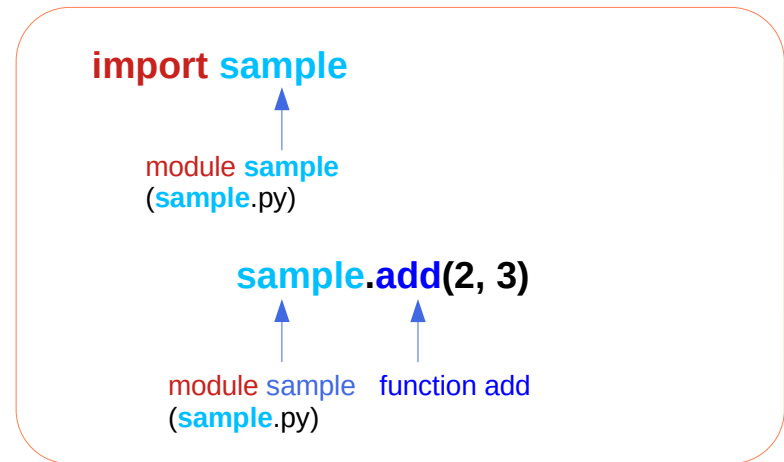 import sample
module sample
(sample.py)
sample.add(2, 3)
module sample function add
(sample.py)